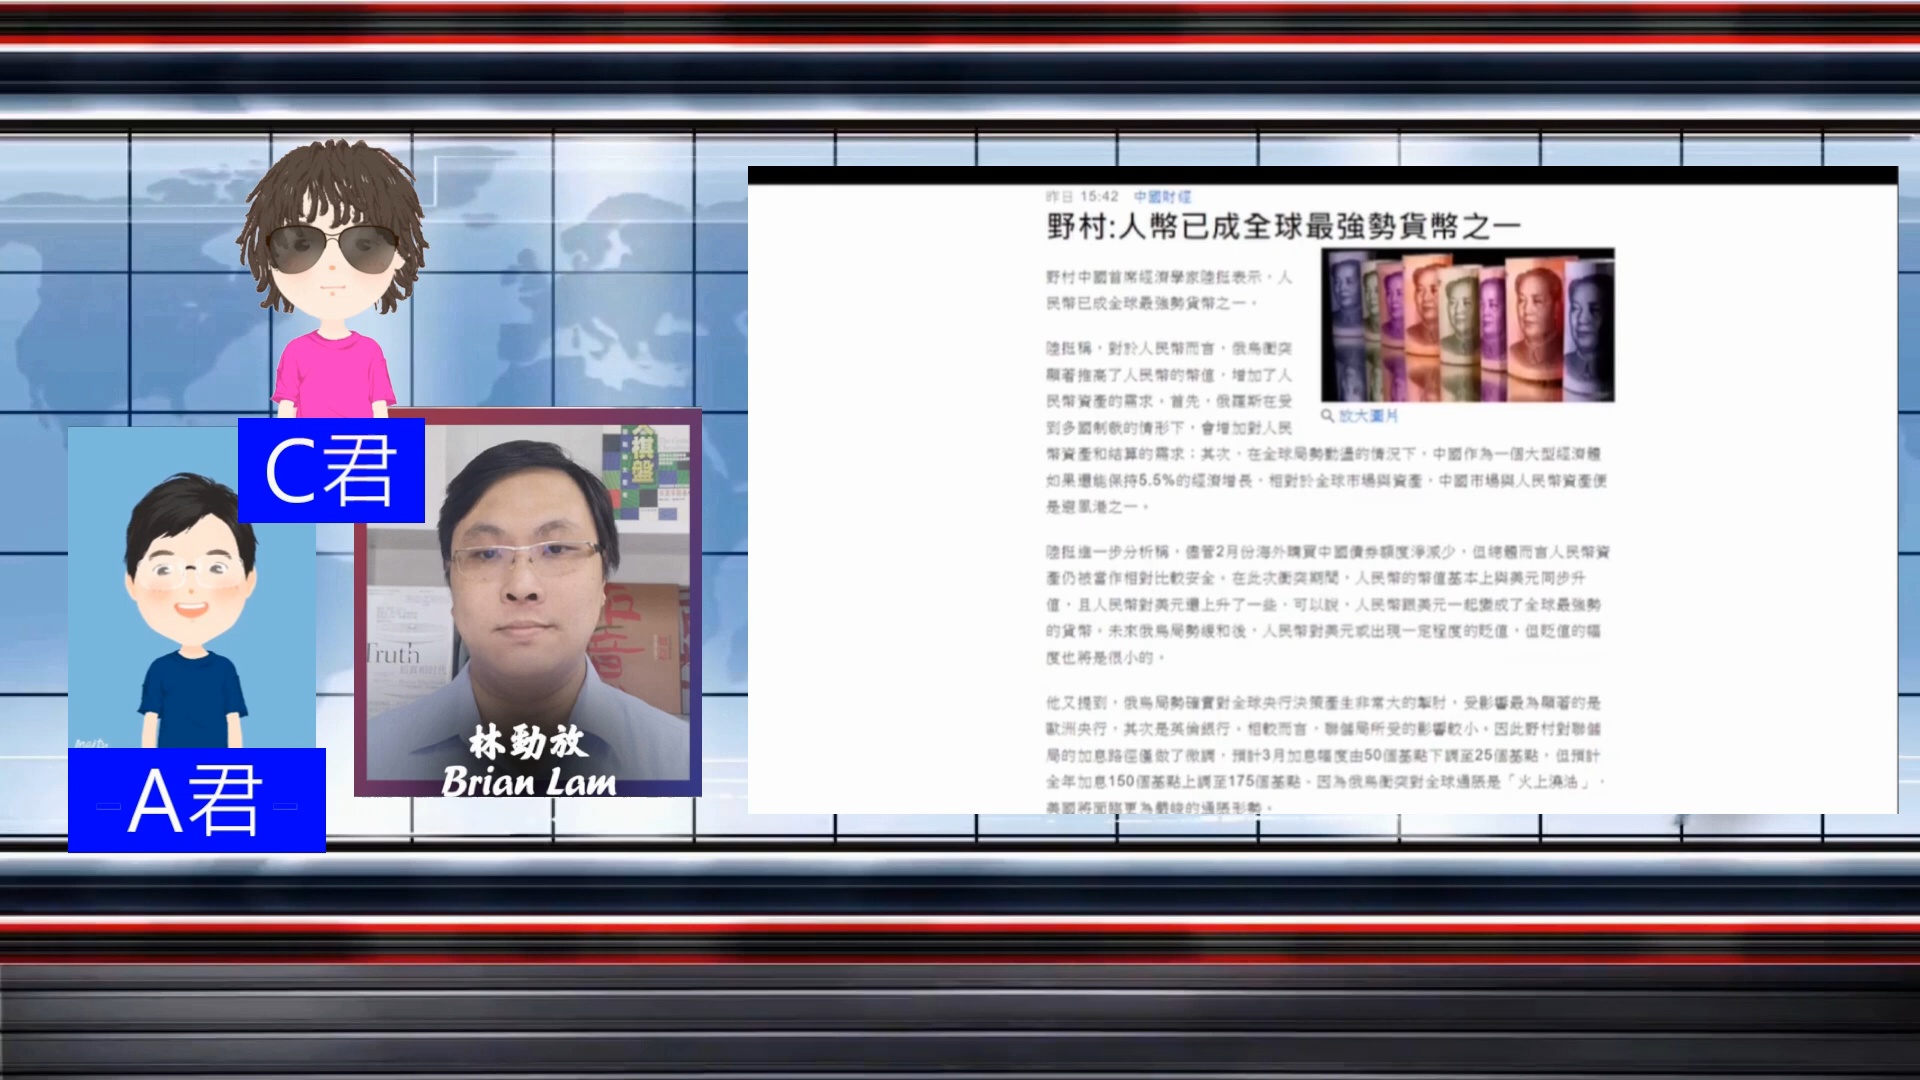 C君
A君
Truth
林勁放
Brian Lam
昨日 15:42 中國財經
野村:人幣已成全球最強勢貨幣之一
野村中國首席經濟學家陸挺表示，人
民幣已成全球最強勢貨幣之一。
放大圖片
陸挺稱，對於人民幣而言，俄烏衝突
顯著推高了人民幣的幣值，增加了人
民幣資產的需求。首先，俄羅斯在受
到多國制裁的情形下，會增加對人民
幣資產和結算的需求；其次，在全球局勢動盪的情況下，中國作為一個大型經濟體
如果還能保持5.5%的經濟增長，相對於全球市場與資產，中國市場與人民幣資產便
是避風港之一。
陸挺進一步分析稱，儘管2月份海外購買中國債券額度淨減少，但總體而言人民幣資
產仍被當作相對比較安全。在此次衝突期間，人民幣的幣值基本上與美元同步升
值，且人民幣對美元還上升了一些，可以說，人民幣跟美元一起變成了全球最強勢
的貨幣。未來俄烏局勢緩和後，人民幣對美元或出現一定程度的貶值，但貶值的幅
度也將是很小的。
他又提到，俄烏局勢確實對全球央行決策產生非常大的掣肘，受影響最為顯著的是
歐洲央行，其次是英倫銀行。相較而言，聯儲局所受的影響較小。因此野村對聯儲
局的加息路徑僅做了微調，預計3月加息幅度由50個基點下調至25個基點，但預計
全年加息150個基點上調至175個基點。因為俄烏衝突對全球通脹是「火上澆油」，
美國將面臨更為嚴峻的通脹形勢。